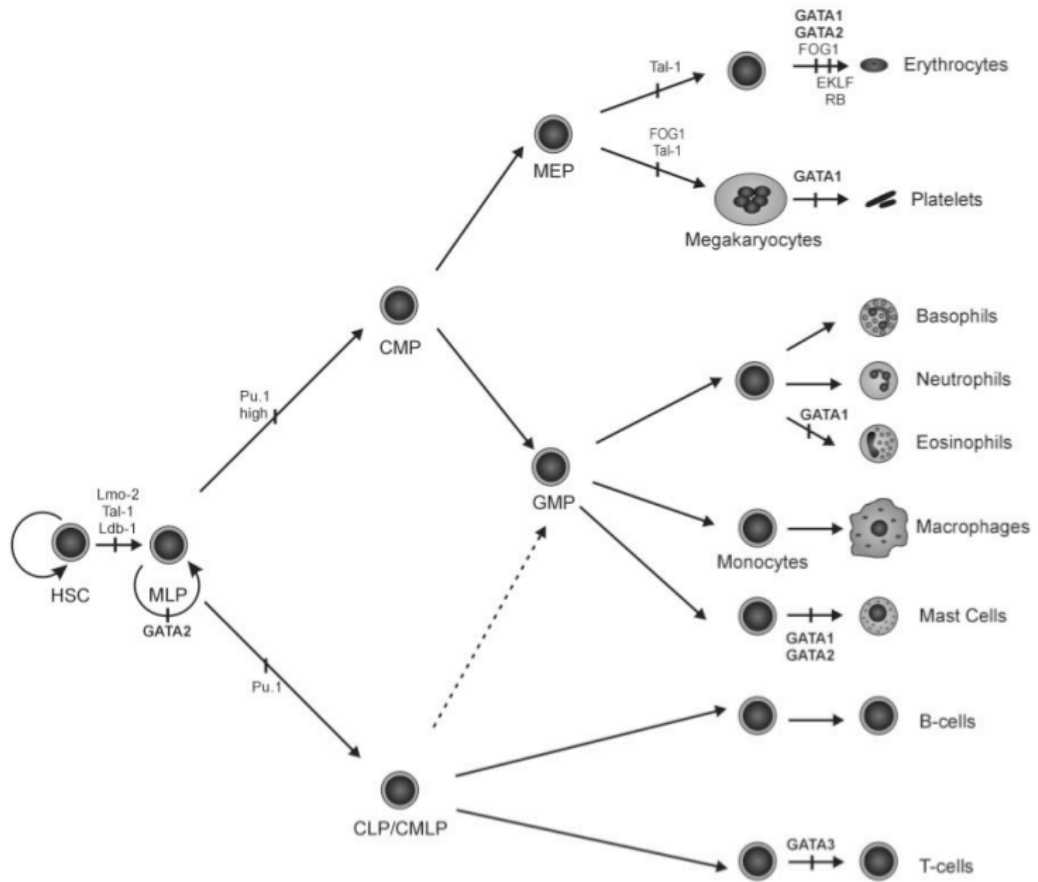 GATA1
GATA2
FOG1
Tal-1
Erythrocytes
EKLF
RB
FOG1
Tal-1
MEP
GATA1
Platelets
Megakaryocytes
Basophils
CMP
Neutrophils
Pu.1
high
GATA1
Eosinophils
Lmo-2
Tal-1
Ldb-1
GMP
Macrophages
Monocytes
HSC
MLP
GATA2
Mast Cells
GATA1
GATA2
Pu.1
B-cells
CLP/CMLP
GATA3
T-cells